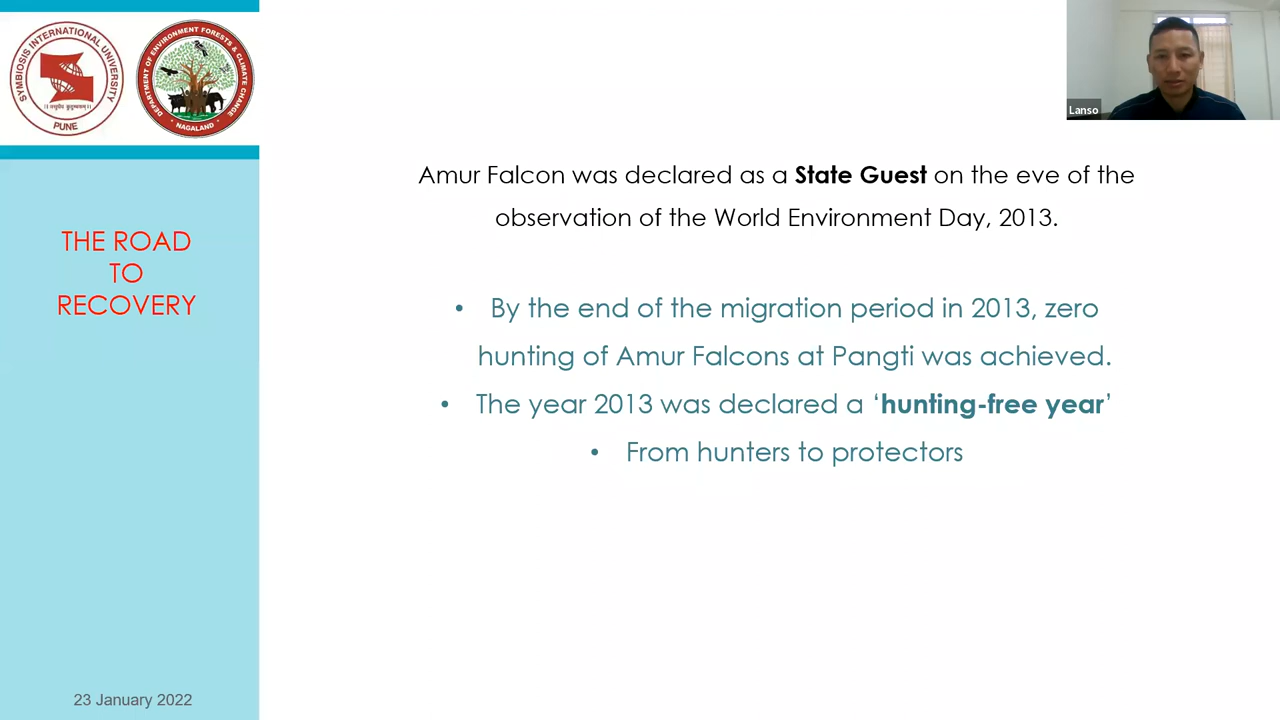 SYMBIOSIS INTERNATIONAL UNIVERSITY
PUNE
DEPARTMENT OF ENVIRONMENT FORESTS & CLIMATE CHANGE
NAGALAND
Lanso
THE ROAD
TO
RECOVERY
Amur Falcon was declared as a State Guest on the eve of the
observation of the World Environment Day, 2013.
• By the end of the migration period in 2013, zero
hunting of Amur Falcons at Pangti was achieved.
• The year 2013 was declared a ‘hunting-free year’
• From hunters to protectors
23 January 2022